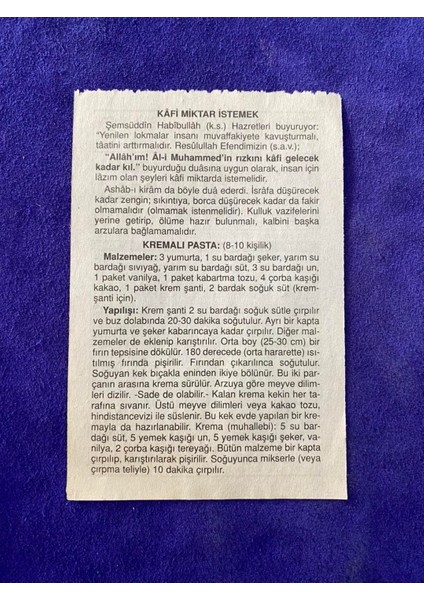 KÂFİ MİKTAR İSTEMEK
Şemsüddîn Habîbullâh (k.s.) Hazretleri buyuruyor:
"Yenilen lokmalar insanı muvaffakiyete kavuşturmalı,
tâatini arttırmalıdır. Resûlullah Efendimizin (s.a.v.);
"Allâh'ım! Âl-i Muhammed'in rızkını kâfi gelecek
kadar kıl." buyurduğu duâsına uygun olarak, insan için
lâzım olan şeyleri kâfi miktarda istemelidir.
Ashâb-ı kirâm da böyle duâ ederdi. İsrâfa düşürecek
kadar zengin; sıkıntıya, borca düşürecek kadar da fakir
olmamalıdır (olmamak istenmelidir). Kulluk vazifelerini
yerine getirip, ölüme hazır bulunmalı, kalbini başka
arzulara bağlamamalıdır.
KREMALI PASTA: (8-10 kişilik)
Malzemeler: 3 yumurta, 1 su bardağı şeker, yarım su
bardağı sıvıyağ, yarım su bardağı süt, 3 su bardağı un,
1 paket vanilya, 1 paket kabartma tozu, 4 çorba kaşığı
kakao, 1 paket krem şanti, 2 bardak soğuk süt (krem-
şanti için).
Yapılışı: Krem şanti 2 su bardağı soğuk sütle çırpılır
ve buz dolabında 20-30 dakika soğutulur. Ayrı bir kapta
yumurta ve şeker kabarıncaya kadar çırpılır. Diğer mal-
zemeler de eklenip karıştırılır. Orta boy (25-30 cm) bir
fırın tepsisine dökülür. 180 derecede (orta hararette) ısı-
tılmış fırında pişirilir. Fırından çıkarılınca soğutulur.
Soğuyan kek bıçakla eninden ikiye bölünür. Bu iki par-
çanın arasına krema sürülür. Arzuya göre meyve dilim-
leri dizilir. -Sade de olabilir.- Kalan krema kekin her ta-
rafına sıvanır. Üstü meyve dilimleri veya kakao tozu,
hindistancevizi ile süslenir. Bu kek evde yapılan bir kre-
mayla da hazırlanabilir. Krema (muhallebi): 5 su bar-
dağı süt, 5 yemek kaşığı un, 5 yemek kaşığı şeker, va-
nilya, 2 çorba kaşığı tereyağı. Bütün malzeme bir kapta
çırpılıp, karıştırılarak pişirilir. Soğuyunca mikserle (veya
çırpma teliyle) 10 dakika çırpılır.